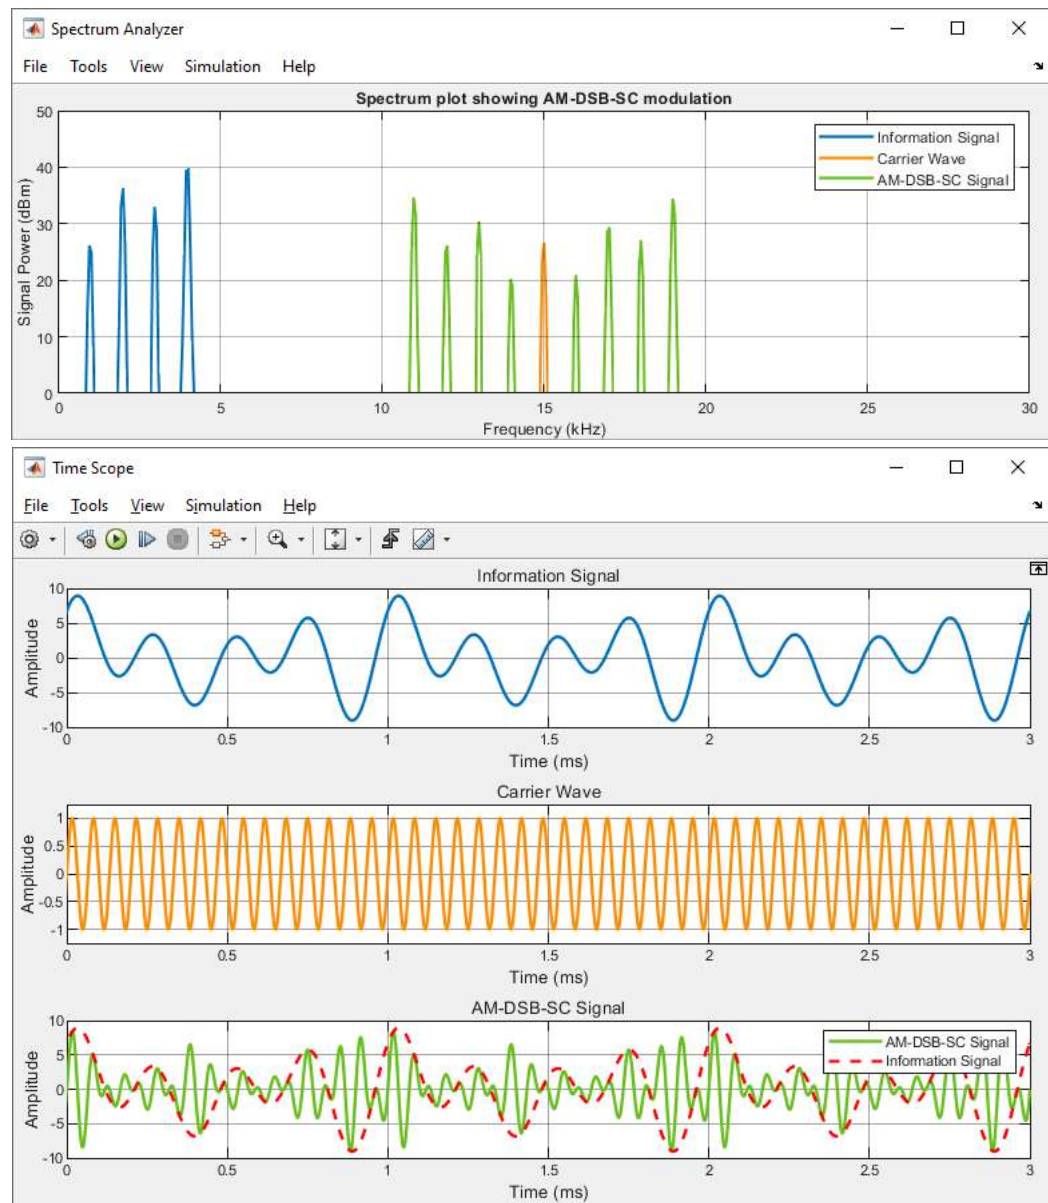 Spectrum Analyzer
File Tools View Simulation Help
Spectrum plot showing AM-DSB-SC modulation
Information Signal
Carrier Wave
AM-DSB-SC Signal
Signal Power (dBm)
50
40
30
20
10
0
0 5 10 15 20 25 30
Frequency (kHz)
Time Scope
File Tools View Simulation Help
Information Signal
Amplitude
10
5
0
-5
-10
0 0.5 1 1.5 2 2.5 3
Time (ms)
Carrier Wave
Amplitude
1
0.5
0
-0.5
-1
0 0.5 1 1.5 2 2.5 3
Time (ms)
AM-DSB-SC Signal
AM-DSB-SC Signal
Information Signal
Amplitude
10
5
0
-5
-10
0 0.5 1 1.5 2 2.5 3
Time (ms)